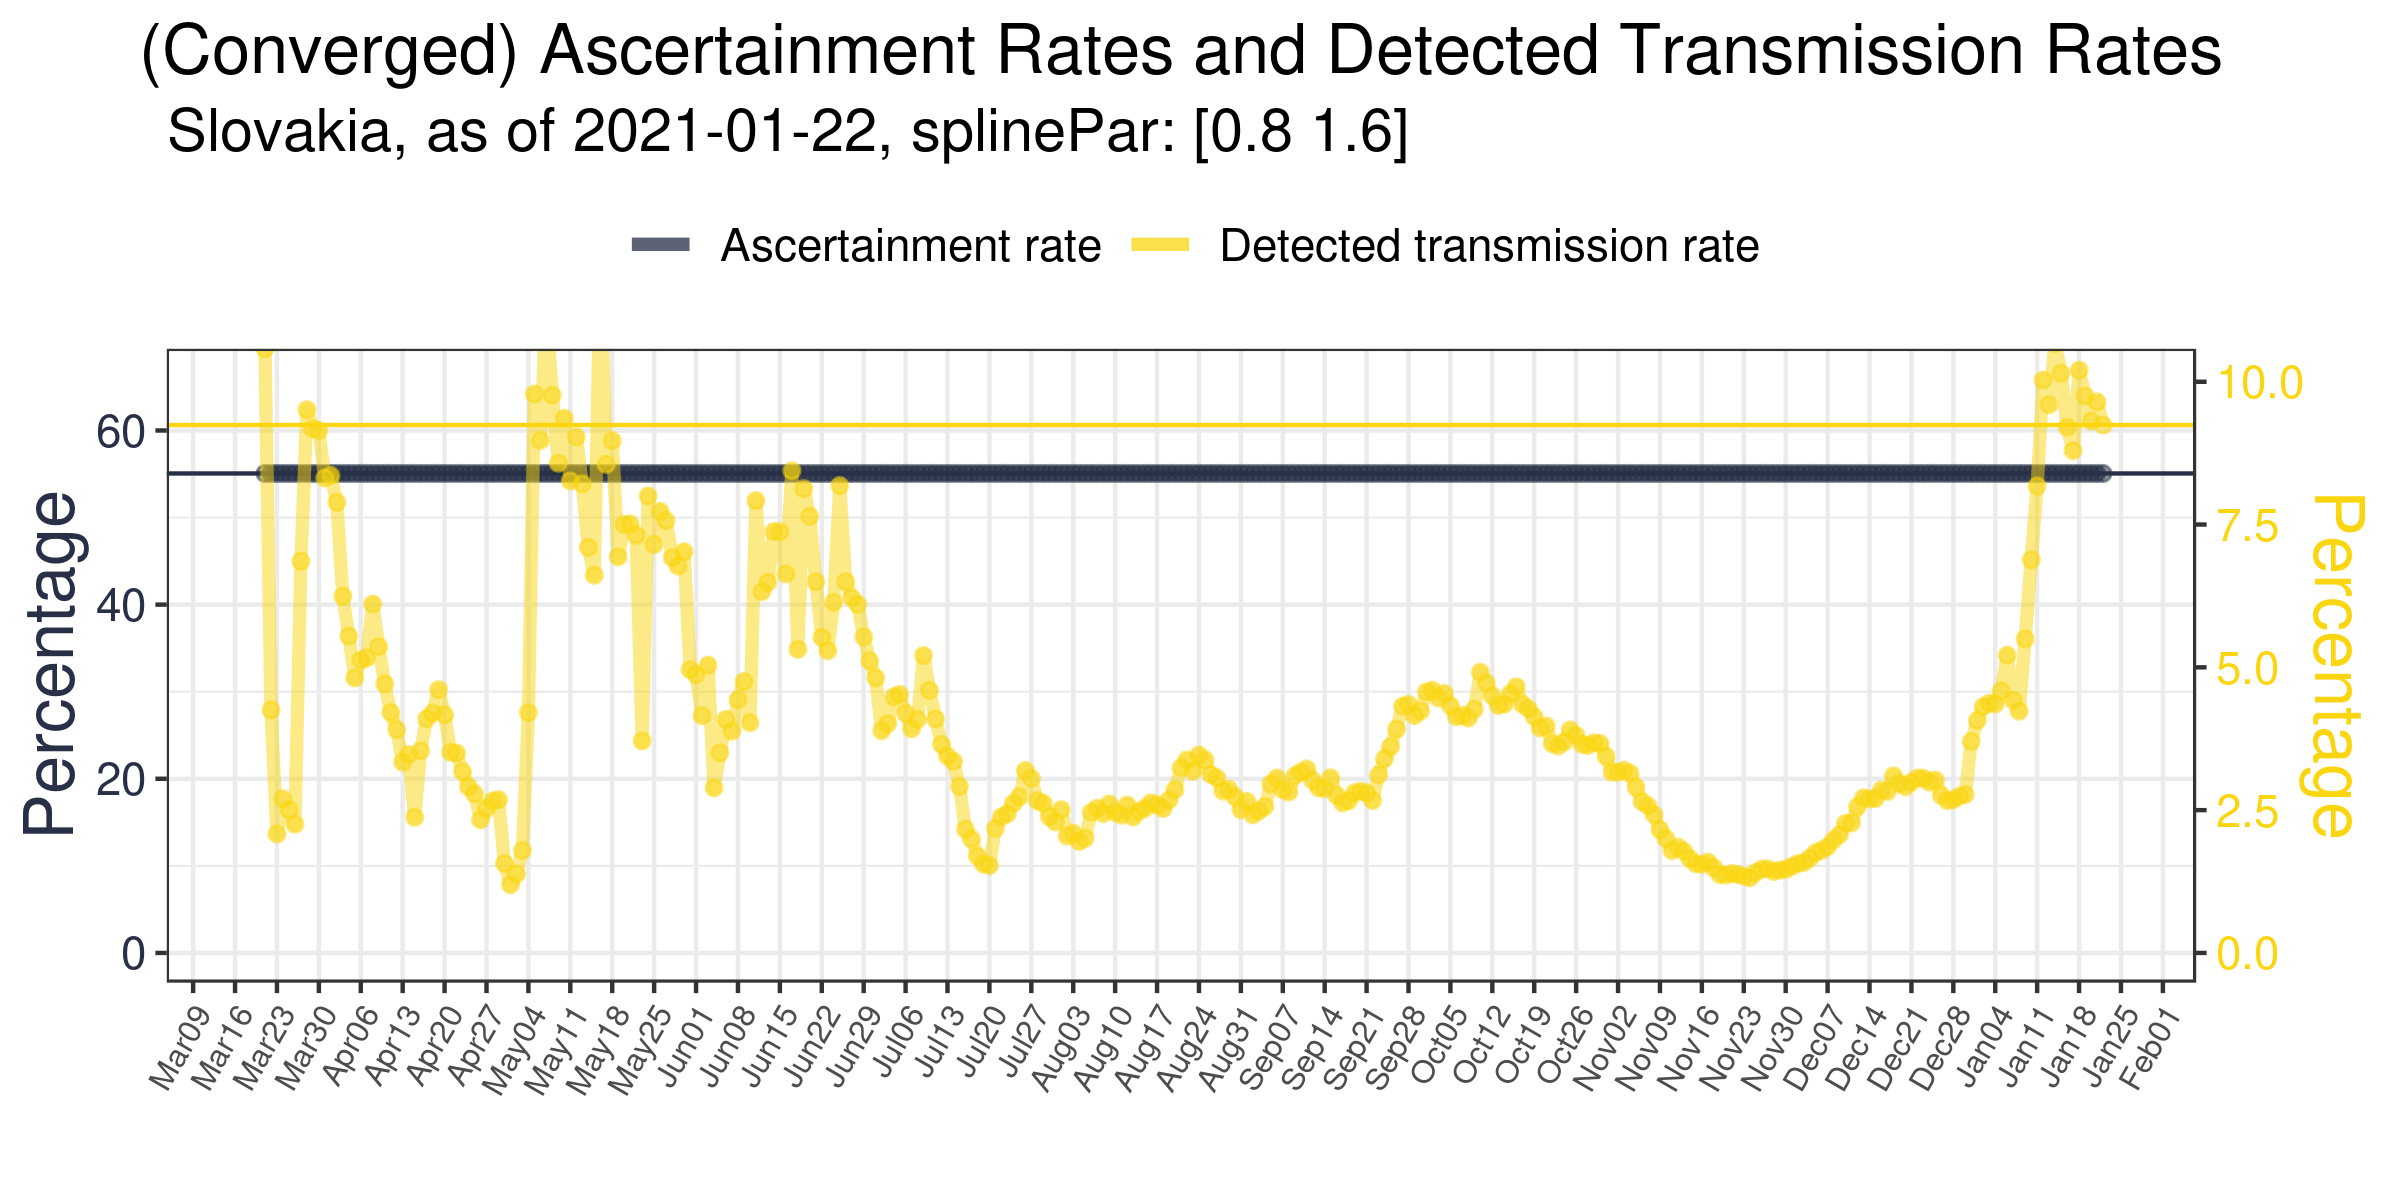 (Converged) Ascertainment Rates and Detected Transmission Rates
Slovakia, as of 2021-01-22, splinePar: [0.8 1.6]
Ascertainment rate
Detected transmission rate
Percentage
60
40
20
0
10.0
7.5
5.0
2.5
0.0
Percentage
Mar09
Mar16
Mar23
Mar30
Apr06
Apr13
Apr20
Apr27
May04
May11
May18
May25
Jun01
Jun08
Jun15
Jun22
Jun29
Jul06
Jul13
Jul20
Jul27
Aug03
Aug10
Aug17
Aug24
Aug31
Sep07
Sep14
Sep21
Sep28
Oct05
Oct12
Oct19
Oct26
Nov02
Nov09
Nov16
Nov23
Nov30
Dec07
Dec14
Dec21
Dec28
Jan04
Jan11
Jan18
Jan25
Feb01